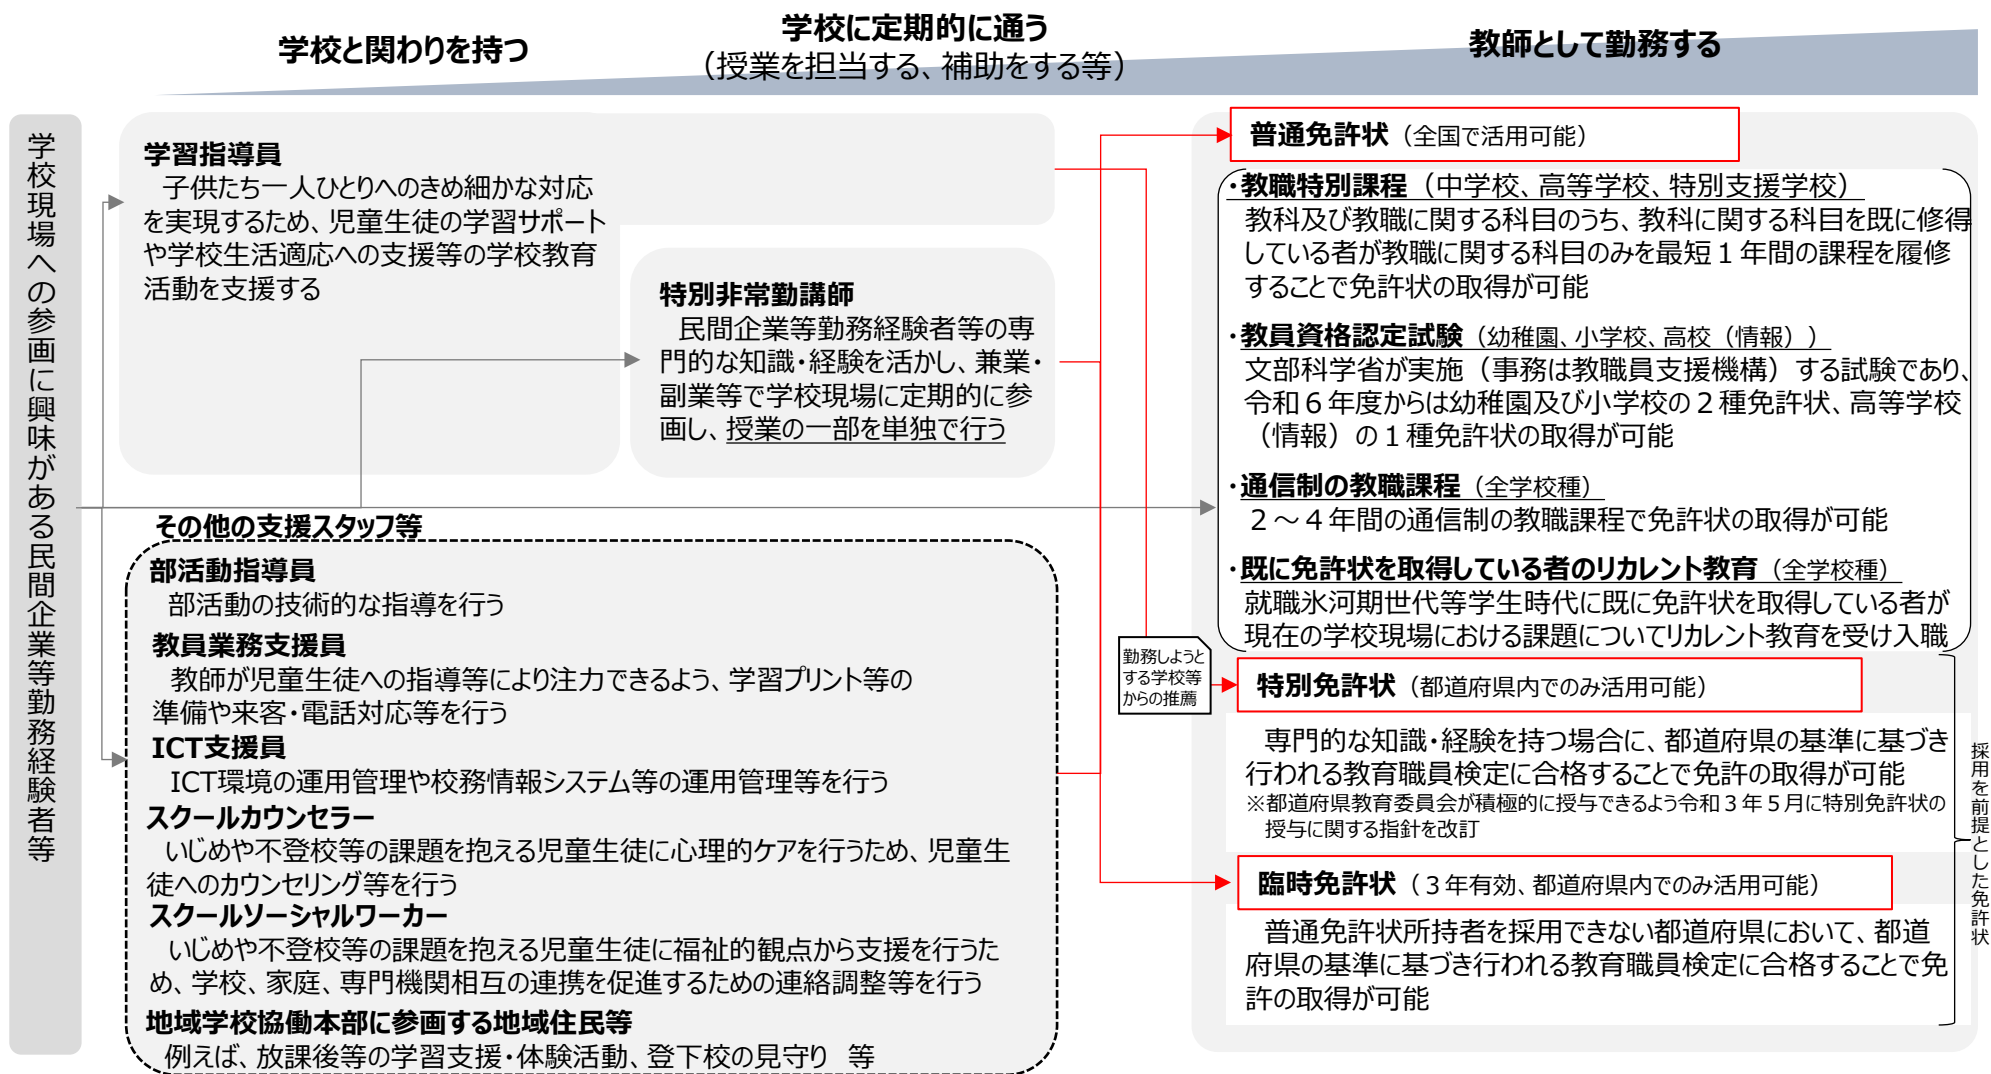 学校と関わりを持つ
学校に定期的に通う
（授業を担当する、補助をする等）
教師として勤務する
学校現場への参画に興味がある民間企業等勤務経験者等
学習指導員
子供たち一人ひとりへのきめ細かな対応
を実現するため、児童生徒の学習サポート
や学校生活適応への支援等の学校教育
活動を支援する
特別非常勤講師
民間企業等勤務経験者等の専
門的な知識・経験を活かし、兼業・
副業等で学校現場に定期的に参
画し、授業の一部を単独で行う
その他の支援スタッフ等
部活動指導員
部活動の技術的な指導を行う
教員業務支援員
教師が児童生徒への指導等により注力できるよう、学習プリント等の
準備や来客・電話対応等を行う
ICT支援員
ICT環境の運用管理や校務情報システム等の運用管理等を行う
スクールカウンセラー
いじめや不登校等の課題を抱える児童生徒に心理的ケアを行うため、児童生
徒へのカウンセリング等を行う
スクールソーシャルワーカー
いじめや不登校等の課題を抱える児童生徒に福祉的観点から支援を行うた
め、学校、家庭、専門機関相互の連携を促進するための連絡調整等を行う
地域学校協働本部に参画する地域住民等
例えば、放課後等の学習支援・体験活動、登下校の見守り　等
勤務しようと
する学校等
からの推薦
普通免許状（全国で活用可能）
・教職特別課程（中学校、高等学校、特別支援学校）
教科及び教職に関する科目のうち、教科に関する科目を既に修得
している者が教職に関する科目のみを最短１年間の課程を履修
することで免許状の取得が可能
・教員資格認定試験（幼稚園、小学校、高校（情報））
文部科学省が実施（事務は教職員支援機構）する試験であり、
令和６年度からは幼稚園及び小学校の２種免許状、高等学校
（情報）の１種免許状の取得が可能
・通信制の教職課程（全学校種）
２～４年間の通信制の教職課程で免許状の取得が可能
・既に免許状を取得している者のリカレント教育（全学校種）
就職氷河期世代等学生時代に既に免許状を取得している者が
現在の学校現場における課題についてリカレント教育を受け入職
特別免許状（都道府県内でのみ活用可能）
専門的な知識・経験を持つ場合に、都道府県の基準に基づき
行われる教育職員検定に合格することで免許の取得が可能
※都道府県教育委員会が積極的に授与できるよう令和３年５月に特別免許状の
授与に関する指針を改訂
臨時免許状（３年有効、都道府県内でのみ活用可能）
普通免許状所持者を採用できない都道府県において、都道
府県の基準に基づき行われる教育職員検定に合格することで免
許の取得が可能
採用を前提とした免許状